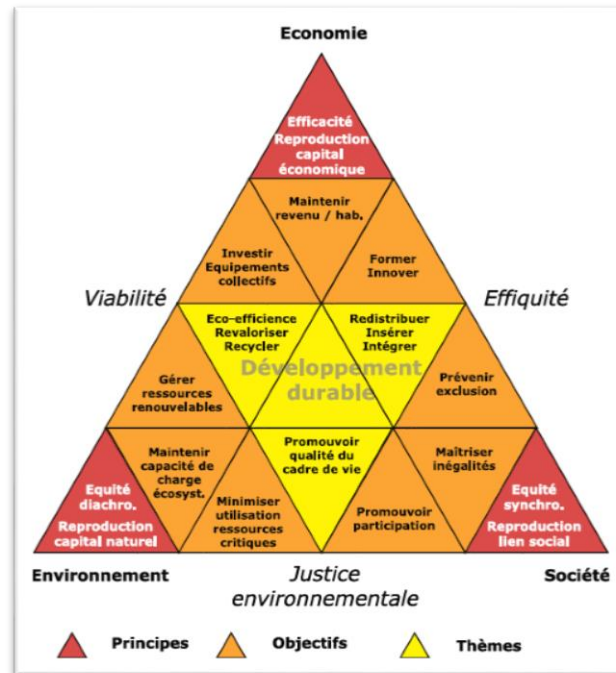 Economie
Efficacité
Reproduction
capital
économique
Maintenir
revenu / hab.
Investir
Equipements
collectifs
Former
Innover
Viabilité
Effiquité
Eco-efficience
Revaloriser
Recycler
Redistribuer
Insérer
Intégrer
Développement
durable
Gérer
ressources
renouvelables
Prévenir
exclusion
Maintenir
capacité de
charge
écosyst.
Promouvoir
qualité du
cadre de vie
Maîtriser
inégalités
Equité
diachro.
Reproduction
capital naturel
Minimiser
utilisation
ressources
critiques
Promouvoir
participation
Equité
synchro.
Reproduction
lien social
Environnement
Justice
environnementale
Société
Principes
Objectifs
Thèmes